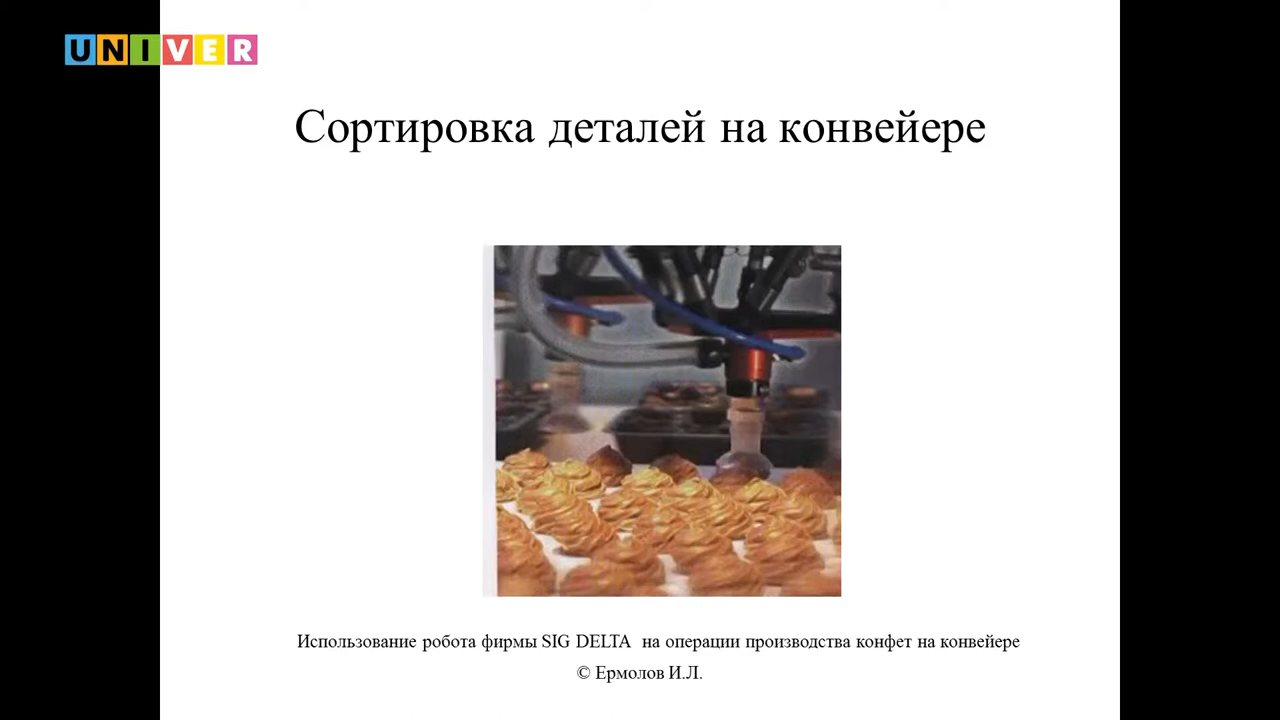 UNIVER
Сортировка деталей на конвейере
Использование робота фирмы SIG DELTA на операции производства конфет на конвейере
© Ермолов И.Л.